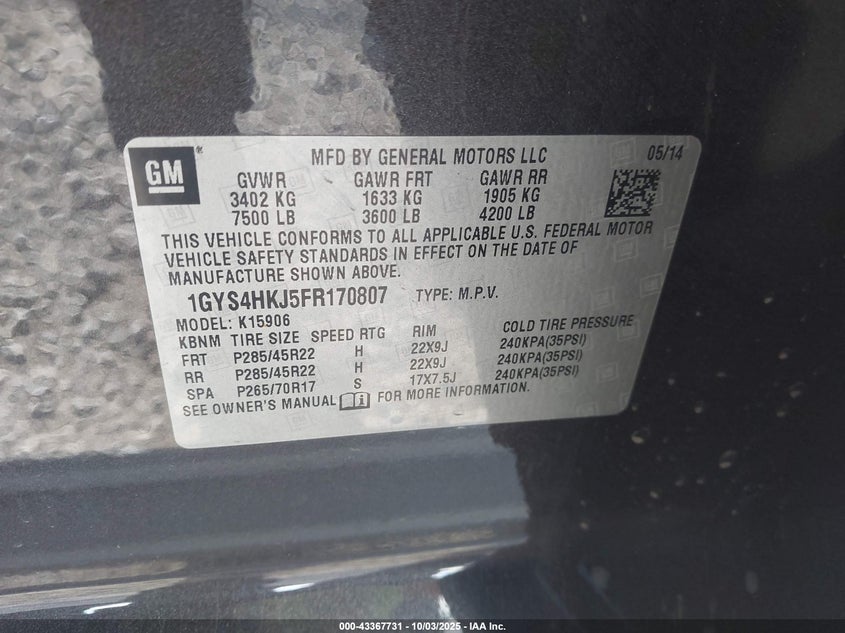 GM®
MFD BY GENERAL MOTORS LLC 05/14
GVWR GAWR FRT GAWR RR
3402 KG 1633 KG 1905 KG
7500 LB 3600 LB 4200 LB
THIS VEHICLE CONFORMS TO ALL APPLICABLE U.S. FEDERAL MOTOR
VEHICLE SAFETY STANDARDS IN EFFECT ON THE DATE OF
MANUFACTURE SHOWN ABOVE.
1GYS4HKJ5FR170807 TYPE: M.P.V.
MODEL: K15906
KBNM TIRE SIZE SPEED RTG RIM COLD TIRE PRESSURE
FRT P285/45R22 H 22X9J 240KPA(35PSI)
RR P285/45R22 H 22X9J 240KPA(35PSI)
SPA P265/70R17 S 17X7.5J 240KPA(35PSI)
SEE OWNER'S MANUAL FOR MORE INFORMATION.
000-43367731 - 10/03/2025 - IAA Inc.